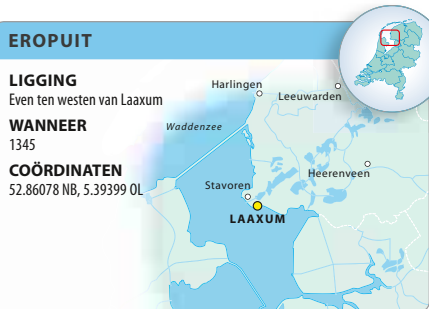 EROPUIT
LIGGING
Even ten westen van Laaxum
WANNEER
1345
COÖRDINATEN
52.86078 NB, 5.39399 OL
Harlingen
Leeuwarden
Waddenzee
Heerenveen
Stavoren
LAAXUM